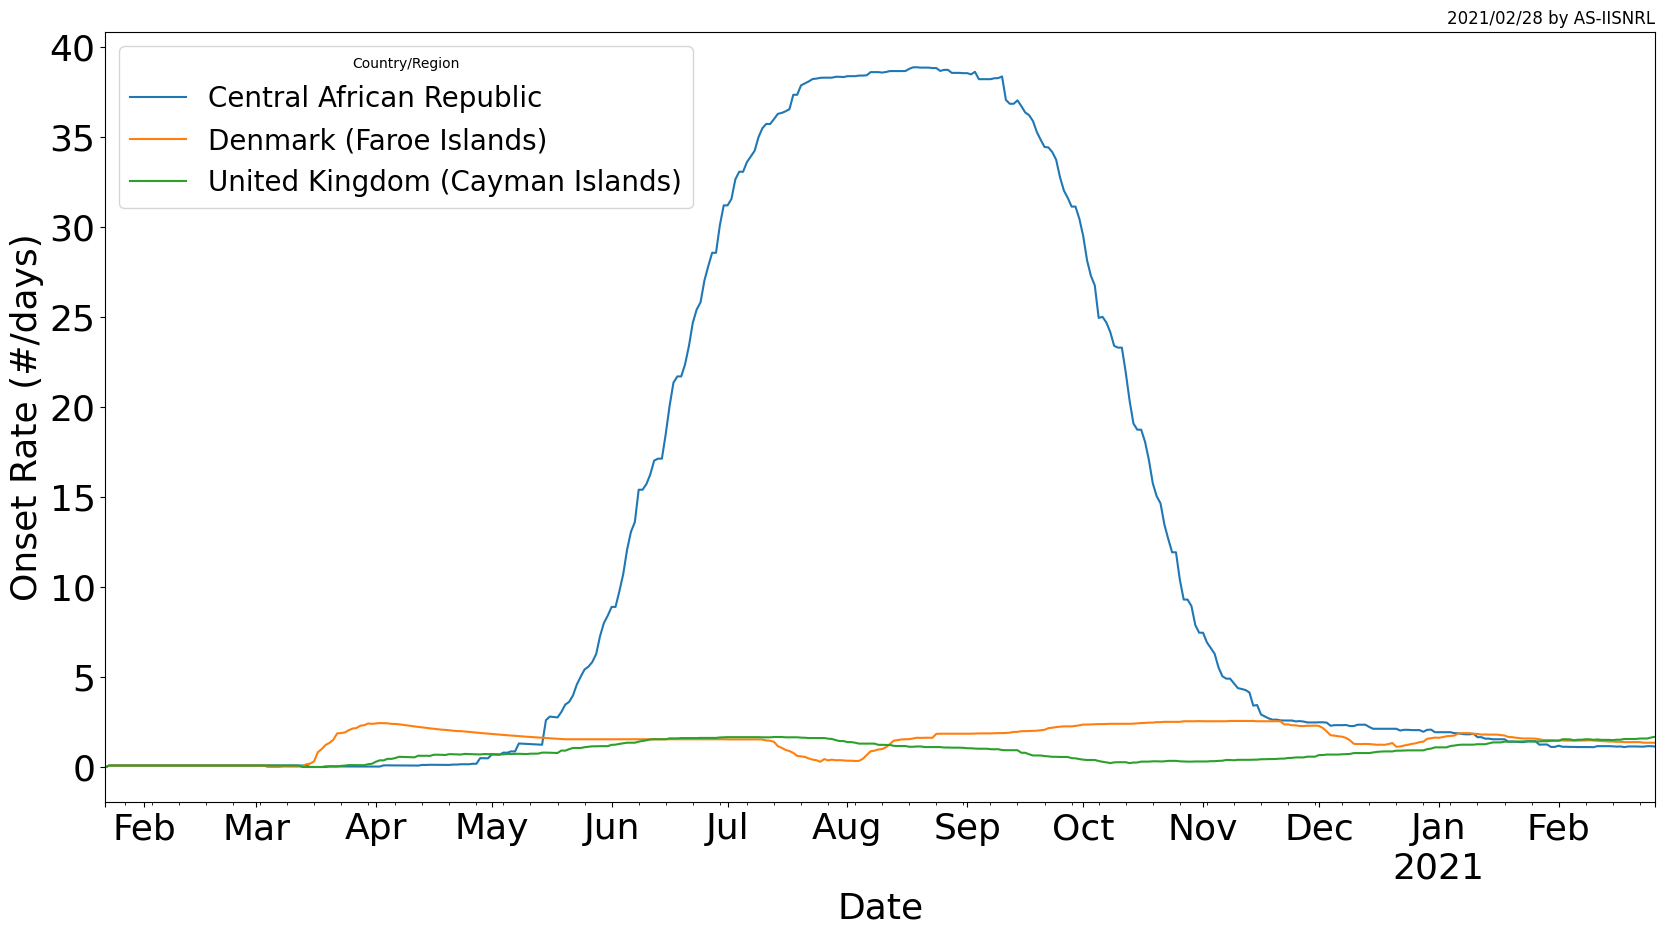 2021/02/28 by AS-IISNRL
Country/Region
Central African Republic
Denmark (Faroe Islands)
United Kingdom (Cayman Islands)
Onset Rate (#/days)
40
35
30
25
20
15
10
5
0
Feb Mar Apr May Jun Jul Aug Sep Oct Nov Dec Jan Feb
2021
Date